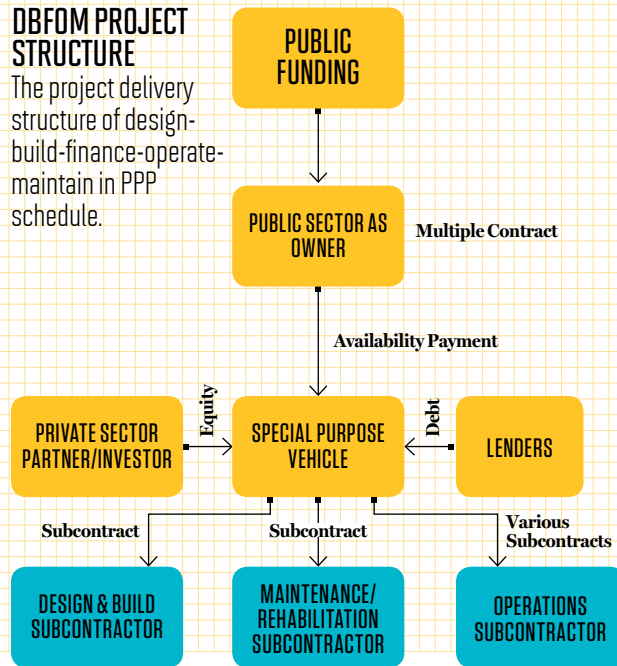 DBFOM PROJECT
STRUCTURE
The project delivery
structure of design-
build-finance-operate-
maintain in PPP
schedule.
PUBLIC
FUNDING
PUBLIC SECTOR AS
OWNER
Multiple Contract
Availability Payment
PRIVATE SECTOR
PARTNER/INVESTOR
Equity
SPECIAL PURPOSE
VEHICLE
Debt
LENDERS
Subcontract
Subcontract
Various
Subcontracts
DESIGN & BUILD
SUBCONTRACTOR
MAINTENANCE/
REHABILITATION
SUBCONTRACTOR
OPERATIONS
SUBCONTRACTOR